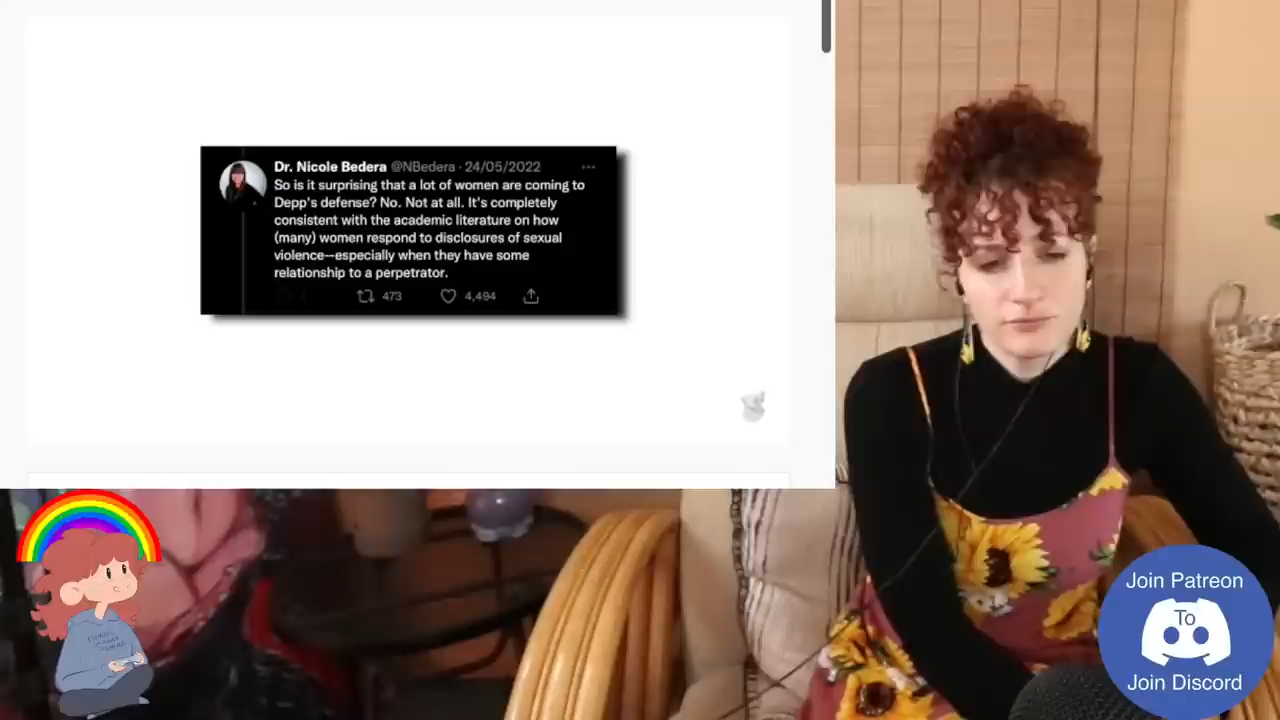 Dr. Nicole Bedera @NBedera · 24/05/2022 ...
So is it surprising that a lot of women are coming to
Depp's defense? No. Not at all. It's completely
consistent with the academic literature on how
(many) women respond to disclosures of sexual
violence--especially when they have some
relationship to a perpetrator.
473 4,494
Join Patreon
To
Join Discord